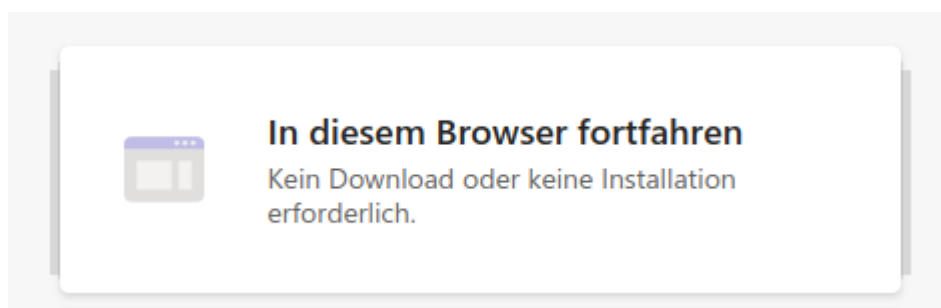 In diesem Browser fortfahren
Kein Download oder keine Installation
erforderlich.